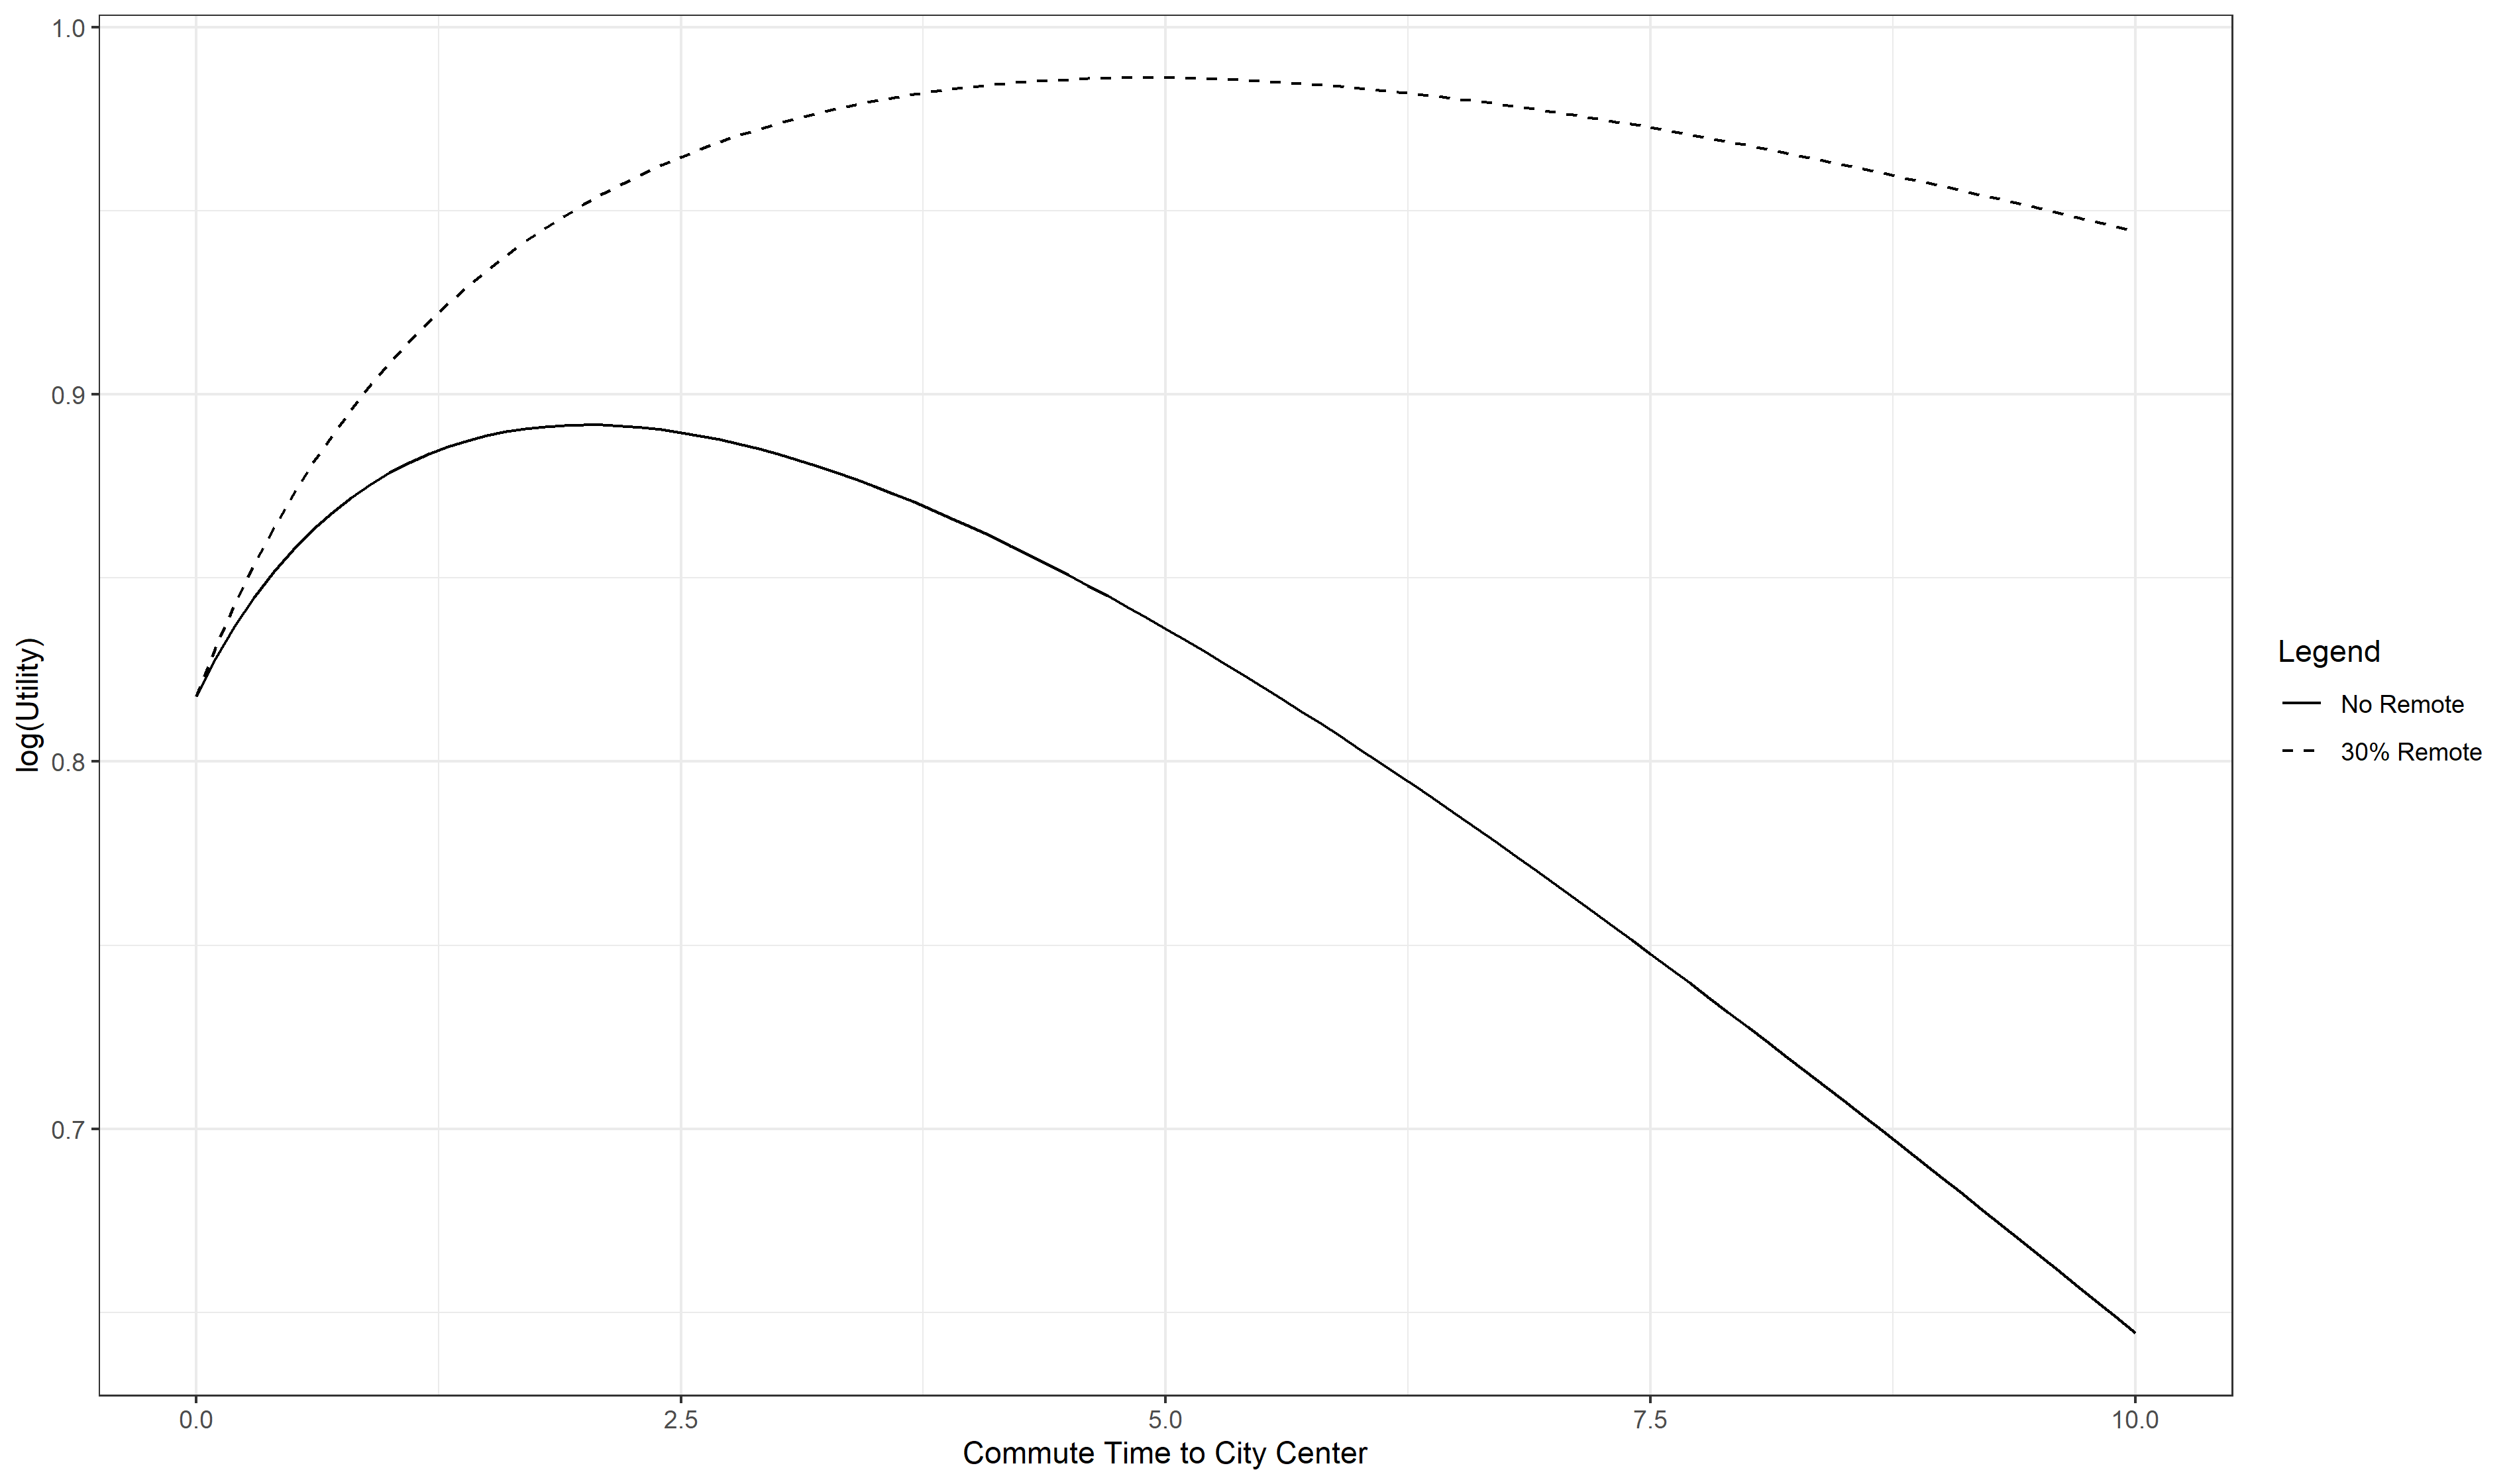 1.0
0.9
0.8
0.7
log(Utility)
0.0 2.5 5.0 7.5 10.0
Commute Time to City Center
Legend
No Remote
30% Remote